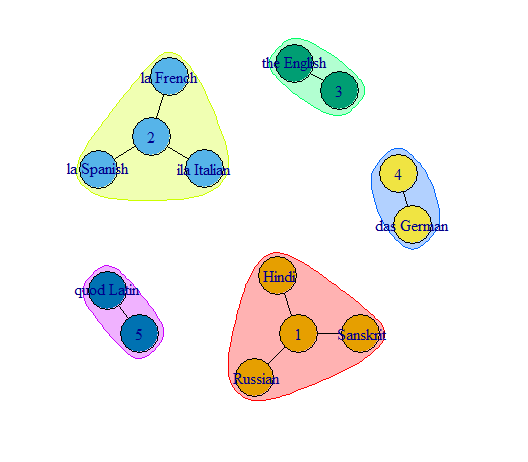 the English
3
la French
2
la Spanish
ila Italian
4
das German
quod Latin
5
Hindi
1
Sanskrit
Russian